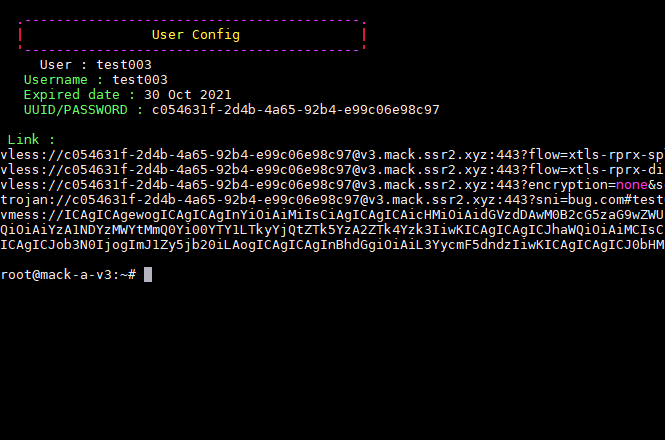 User Config
User : test003
Username : test003
Expired date : 30 Oct 2021
UUID/PASSWORD : c054631f-2d4b-4a65-92b4-e99c06e98c97
Link :
vless://c054631f-2d4b-4a65-92b4-e99c06e98c97@v3.mack.ssr2.xyz:443?flow=xtls-rprx-sp
vless://c054631f-2d4b-4a65-92b4-e99c06e98c97@v3.mack.ssr2.xyz:443?flow=xtls-rprx-di
vless://c054631f-2d4b-4a65-92b4-e99c06e98c97@v3.mack.ssr2.xyz:443?encryption=none&s
trojan://c054631f-2d4b-4a65-92b4-e99c06e98c97@v3.mack.ssr2.xyz:443?sni=bug.com#test
vmess://ICAgICAgewogICAgICAgInYiOiAiMiIsCiAgICAgICAicHMiOiAidGVzdDAwM0B2cG5zaG9wZWU
QiOiAiYzA1NDYzMWYtMmQ0Yi00YTY1LTkyYjQtZTk5YzA2ZTk4Yzk3IiwKICAgICAgICJhaWQiOiAiMCIsC
ICAgICJob3N0IjogImJ1Zy5jb20iLAogICAgICAgInBhdGgiOiAiL3YycmF5dndzIiwKICAgICAgICJ0bHM
root@mack-a-v3:~#